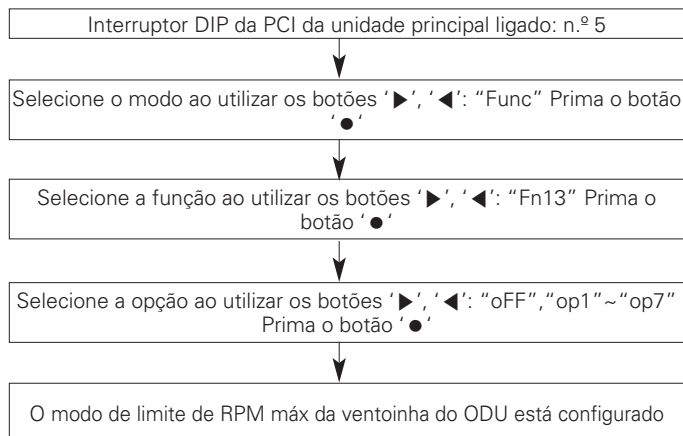 Interruptor DIP da PCI da unidade principal ligado: n.º 5
Selecione o modo ao utilizar os botões ‘▶’, ‘◀’: “Func” Prima o botão
‘●‘
Selecione a função ao utilizar os botões ‘▶’, ‘◀’: “Fn13” Prima o
botão ‘●‘
Selecione a opção ao utilizar os botões ‘▶’, ‘◀’: “oFF”,“op1”~“op7”
Prima o botão ‘●‘
O modo de limite de RPM máx da ventoinha do ODU está configurado